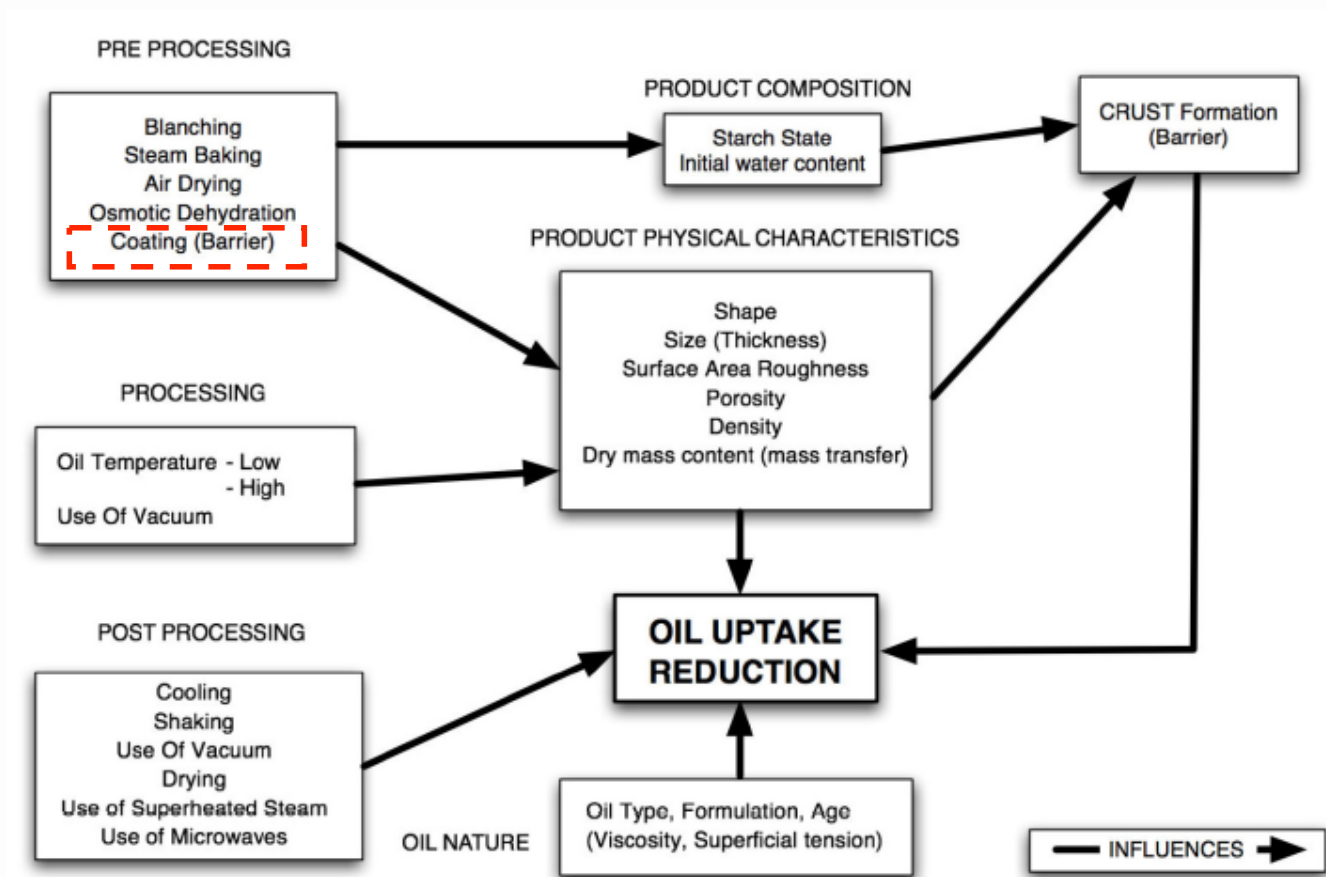 PRE PROCESSING
Blanching
Steam Baking
Air Drying
Osmotic Dehydration
Coating (Barrier)
PRODUCT COMPOSITION
Starch State
Initial water content
CRUST Formation
(Barrier)
PRODUCT PHYSICAL CHARACTERISTICS
Shape
Size (Thickness)
Surface Area Roughness
Porosity
Density
Dry mass content (mass transfer)
PROCESSING
Oil Temperature - Low
- High
Use Of Vacuum
OIL UPTAKE
REDUCTION
POST PROCESSING
Cooling
Shaking
Use Of Vacuum
Drying
Use of Superheated Steam
Use of Microwaves
OIL NATURE
Oil Type, Formulation, Age
(Viscosity, Superficial tension)
INFLUENCES